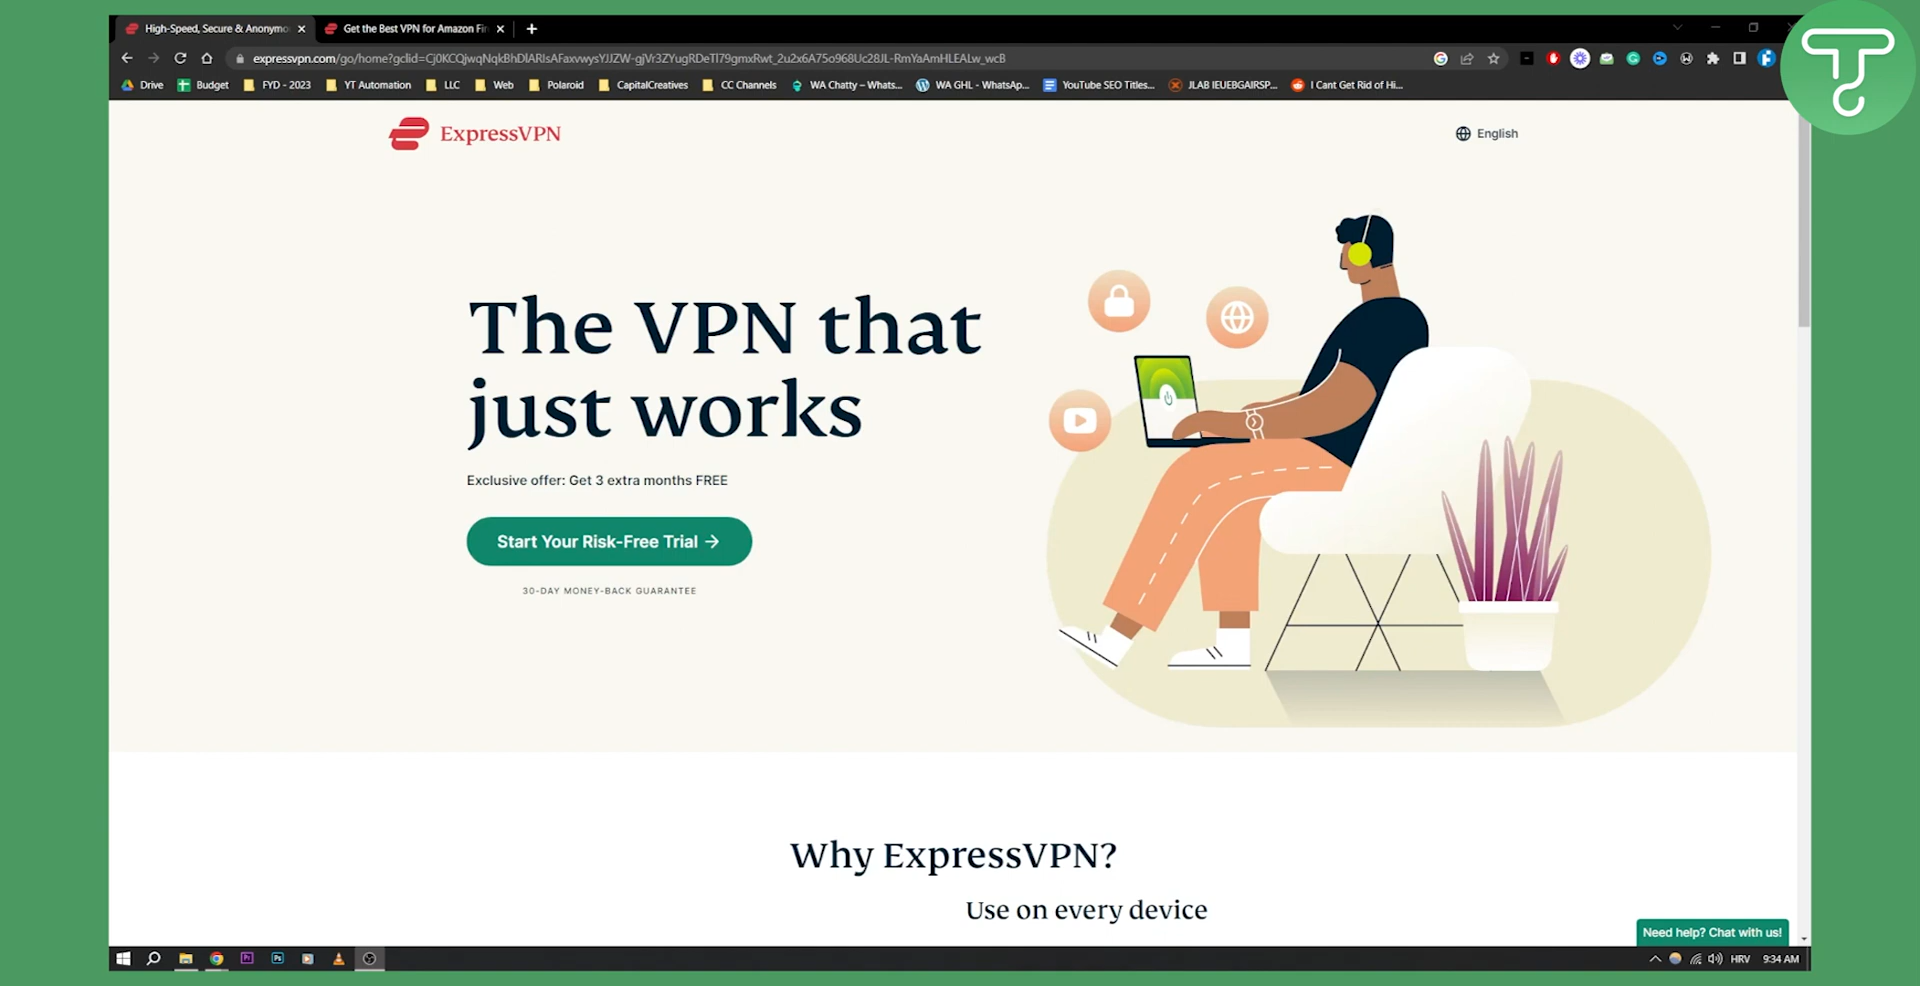 High-Speed, Secure & Anonymo
Get the Best VPN for Amazon Fir
expressvpn.com/go/home?gclid=Cj0KCQjwqNqkBhDlARIsAFaxvwysYJJZW-gjVr3ZYugRDeTl79gmxRwt_2u2x6A75o968Uc28JL-RmYaAmHLEALw_wcB
Drive
Budget
FYD - 2023
YT Automation
LLC
Web
Polaroid
CapitalCreatives
CC Channels
WA Chatty – Whats...
WA GHL - WhatsAp...
YouTube SEO Titles...
JLAB IEUEBGAIRSP...
I Cant Get Rid of Hi...
ExpressVPN
English
The VPN that
just works
Exclusive offer: Get 3 extra months FREE
Start Your Risk-Free Trial →
30-DAY MONEY-BACK GUARANTEE
Why ExpressVPN?
Use on every device
Need help? Chat with us!
HRV
9:34 AM